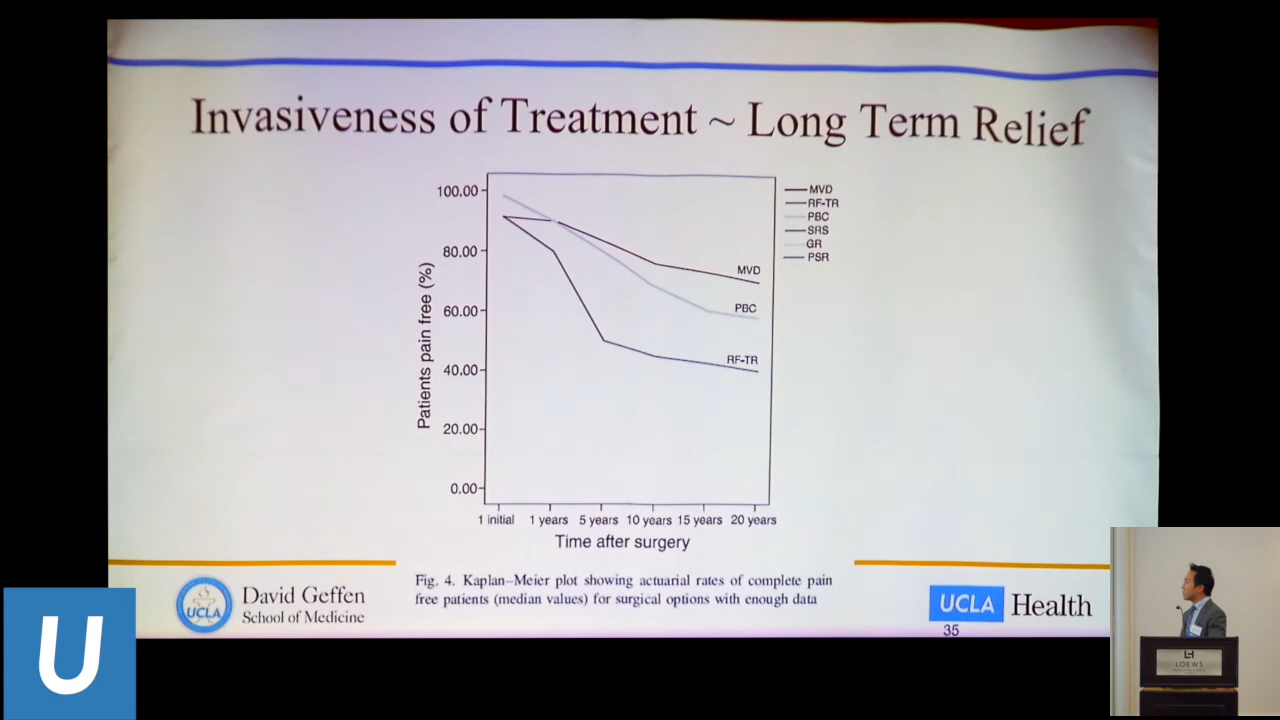 Invasiveness of Treatment ~ Long Term Relief
100.00
80.00
60.00
40.00
20.00
0.00
Patients pain free (%)
MVD
RF-TR
PBC
SRS
GR
PSR
MVD
PBC
RF-TR
1 initial
1 years
5 years
10 years
15 years
20 years
Time after surgery
Fig. 4. Kaplan–Meier plot showing actuarial rates of complete pain
free patients (median values) for surgical options with enough data
UCLA
David Geffen
School of Medicine
UCLA Health
35
U
LOEWS